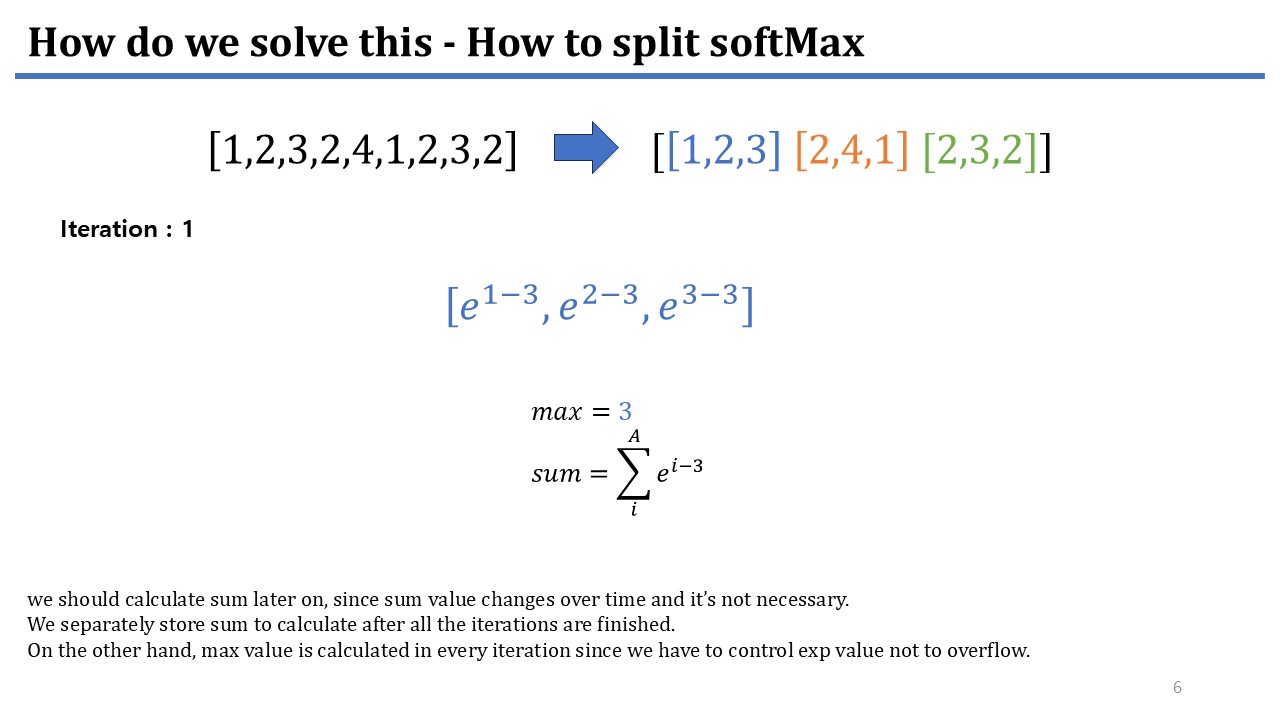 How do we solve this - How to split softMax
[1,2,3,2,4,1,2,3,2] [[1,2,3] [2,4,1] [2,3,2]]
Iteration : 1
[e^{1−3}, e^{2−3}, e^{3−3}]
max = 3
sum = \sum_{i}^{A} e^{i−3}
we should calculate sum later on, since sum value changes over time and it’s not necessary.
We separately store sum to calculate after all the iterations are finished.
On the other hand, max value is calculated in every iteration since we have to control exp value not to overflow.
6